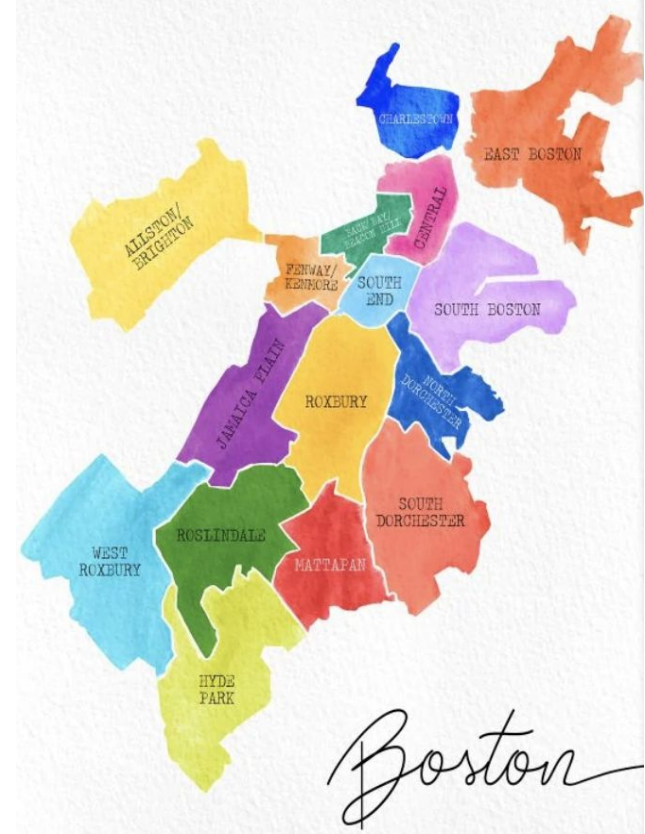 CHARLESTOWN
EAST BOSTON
ALLSTON/
BRIGHTON
BACK BAY/
BEACON HILL
CENTRAL
FENWAY/
KENMORE
SOUTH
END
SOUTH BOSTON
JAMAICA PLAIN
ROXBURY
NORTH
DORCHESTER
SOUTH
DORCHESTER
ROSLINDALE
WEST
ROXBURY
MATTAPAN
HYDE
PARK
Boston